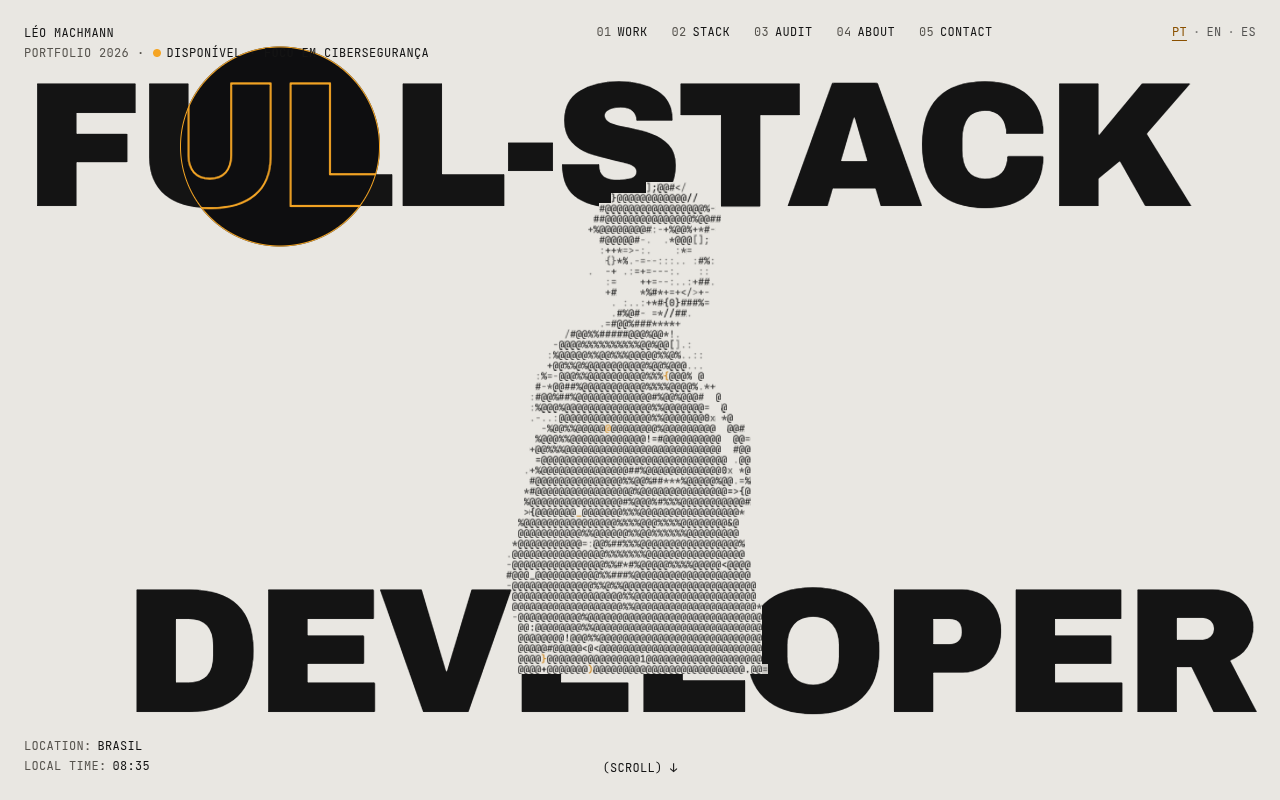 LÉO MACHMANN
PORTFOLIO 2026 · DISPONÍVEL EM CIBERSEGURANÇA
01 WORK 02 STACK 03 AUDIT 04 ABOUT 05 CONTACT
PT · EN · ES
FULL-STACK
DEVELOPER
LOCATION: BRASIL
LOCAL TIME: 08:35
(SCROLL) ↓